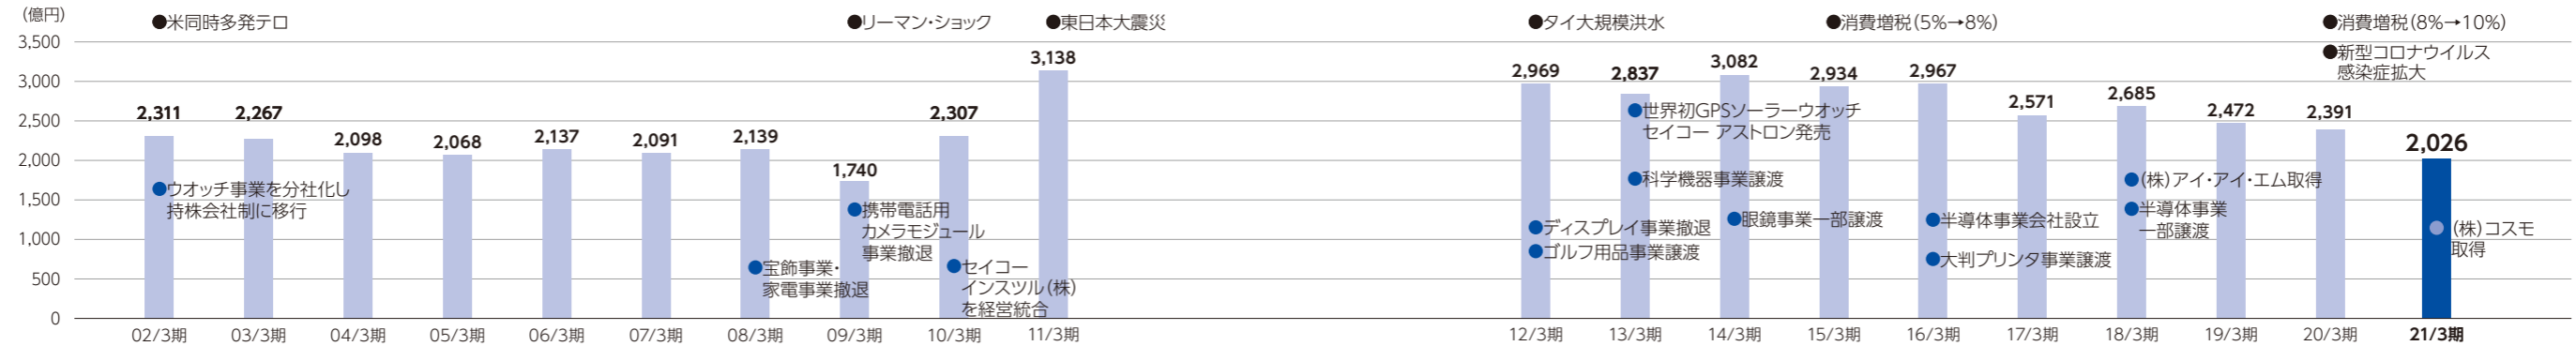 (億円)
●米同時多発テロ
●リーマン・ショック
●東日本大震災
●タイ大規模洪水
●消費増税(5%→8%)
●消費増税(8%→10%)
●新型コロナウイルス
感染症拡大
3,500
3,000
2,500
2,000
1,500
1,000
500
0
2,311
2,267
2,098
2,068
2,137
2,091
2,139
1,740
2,307
3,138
2,969
2,837
3,082
2,934
2,967
2,571
2,685
2,472
2,391
2,026
●ウオッチ事業を分社化し
持株会社制に移行
●宝飾事業・
家電事業撤退
●携帯電話用
カメラモジュール
事業撤退
●セイコー
インスツル(株)
を経営統合
●ディスプレイ事業撤退
●ゴルフ用品事業譲渡
●世界初GPSソーラーウオッチ
セイコー アストロン発売
●科学機器事業譲渡
●眼鏡事業一部譲渡
●半導体事業会社設立
●大判プリンタ事業譲渡
●(株)アイ・アイ・エム取得
●半導体事業
一部譲渡
●(株)コスモ
取得
02/3期
03/3期
04/3期
05/3期
06/3期
07/3期
08/3期
09/3期
10/3期
11/3期
12/3期
13/3期
14/3期
15/3期
16/3期
17/3期
18/3期
19/3期
20/3期
21/3期